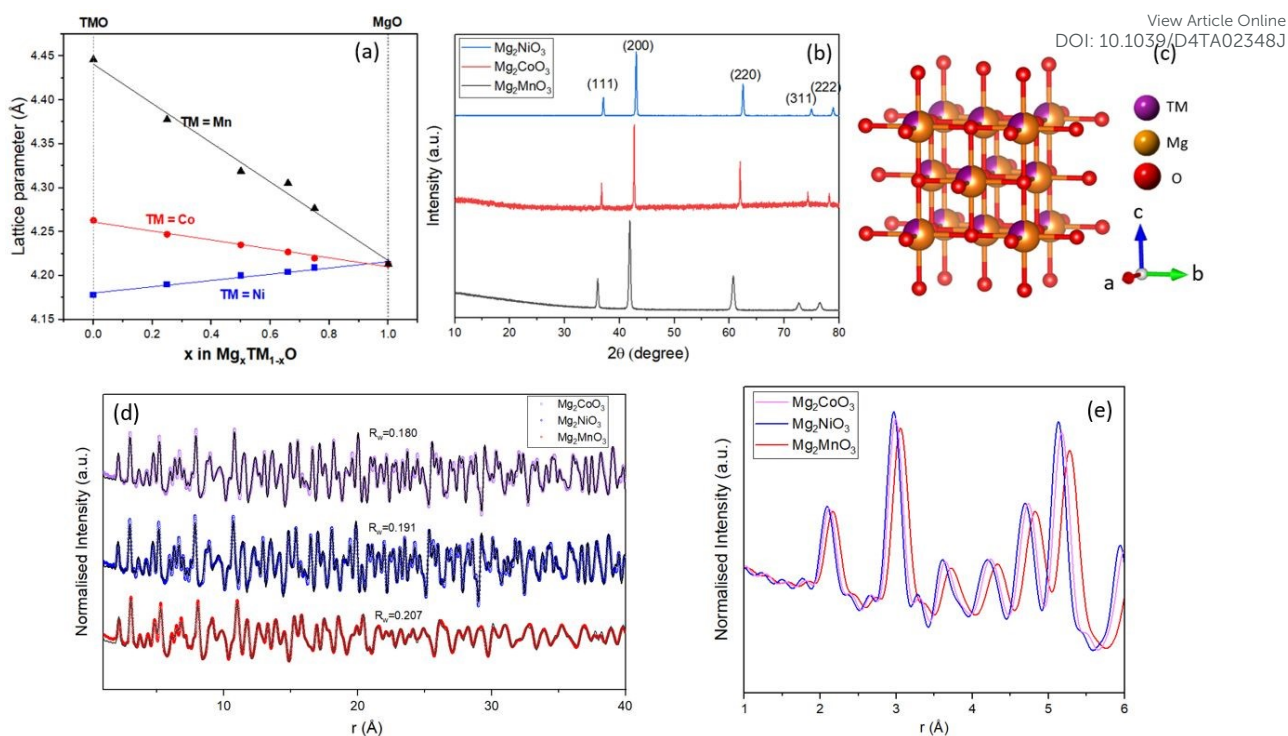 View Article Online
DOI: 10.1039/D4TA02348J
TMO
MgO
(a)
4.45
4.40
4.35
4.30
4.25
4.20
4.15
Lattice parameter (Å)
TM = Mn
TM = Co
TM = Ni
0.0 0.2 0.4 0.6 0.8 1.0
x in MgₓTM₁₋ₓO
(b)
Mg₂NiO₃
Mg₂CoO₃
Mg₂MnO₃
(111)
(200)
(220)
(311)
(222)
Intensity (a.u.)
10 20 30 40 50 60 70 80
2θ (degree)
(c)
TM
Mg
O
c
a
b
(d)
Mg₂CoO₃
Mg₂NiO₃
Mg₂MnO₃
R_w=0.180
R_w=0.191
R_w=0.207
Normalised Intensity (a.u.)
10 20 30 40
r (Å)
(e)
Mg₂CoO₃
Mg₂NiO₃
Mg₂MnO₃
Normalised Intensity (a.u.)
1 2 3 4 5 6
r (Å)